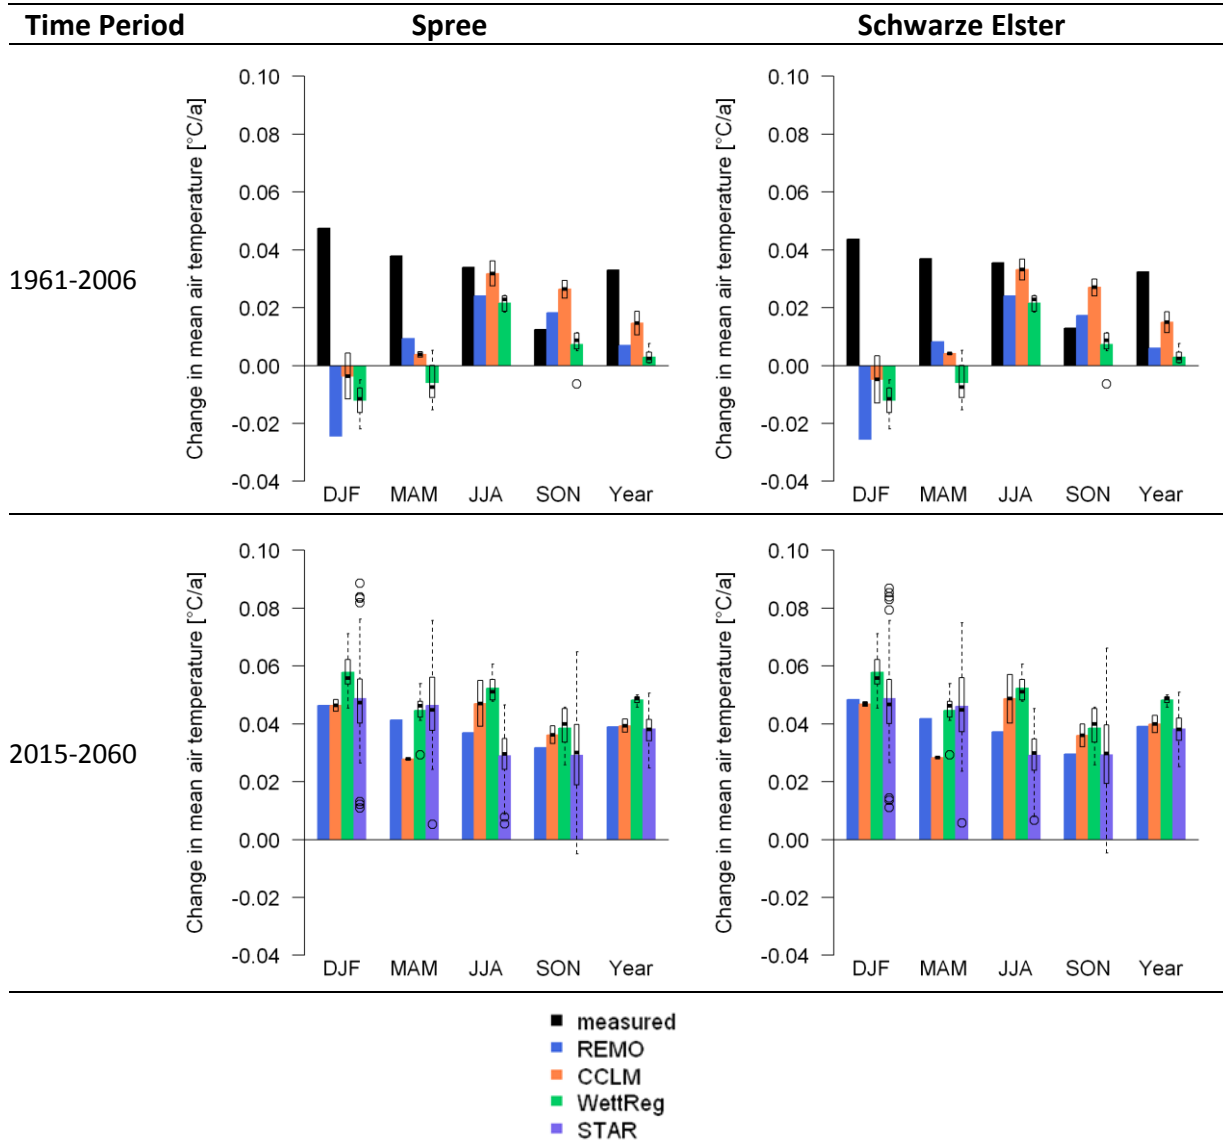 Time Period Spree Schwarze Elster
1961-2006
Change in mean air temperature [°C/a]
0.10
0.08
0.06
0.04
0.02
0.00
-0.02
-0.04
DJF MAM JJA SON Year
Change in mean air temperature [°C/a]
0.10
0.08
0.06
0.04
0.02
0.00
-0.02
-0.04
DJF MAM JJA SON Year
2015-2060
Change in mean air temperature [°C/a]
0.10
0.08
0.06
0.04
0.02
0.00
-0.02
-0.04
DJF MAM JJA SON Year
Change in mean air temperature [°C/a]
0.10
0.08
0.06
0.04
0.02
0.00
-0.02
-0.04
DJF MAM JJA SON Year
measured
REMO
CCLM
WettReg
STAR